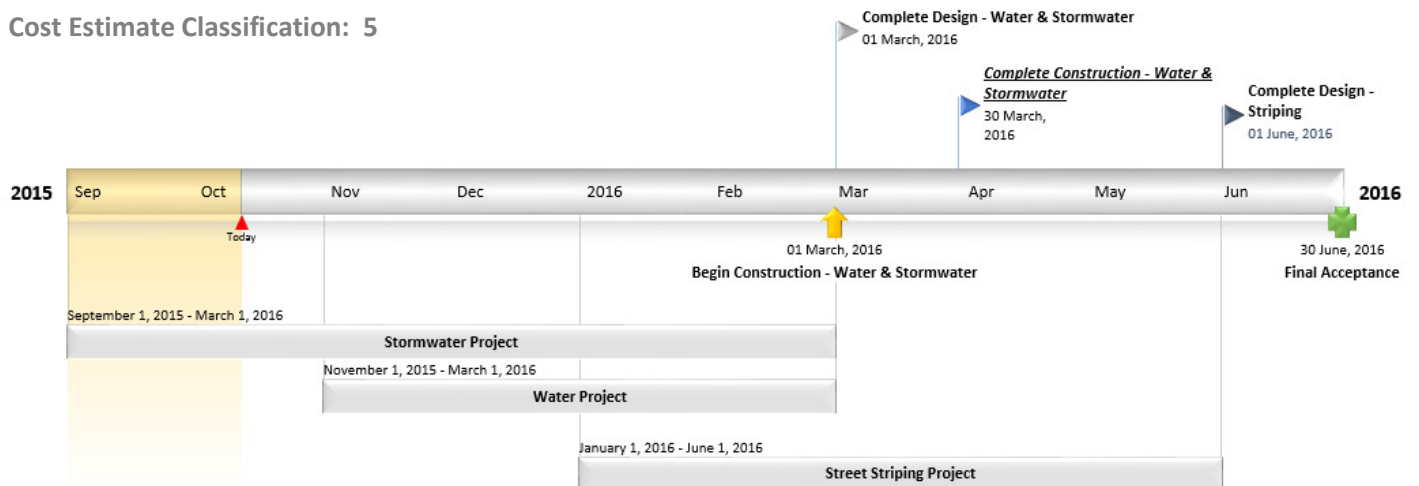 Cost Estimate Classification: 5
Complete Design - Water & Stormwater
01 March, 2016
Complete Construction - Water &
Stormwater
30 March,
2016
Complete Design -
Striping
01 June, 2016
2015 Sep Oct Nov Dec 2016 Feb Mar Apr May Jun 2016
Today
01 March, 2016
Begin Construction - Water & Stormwater
30 June, 2016
Final Acceptance
September 1, 2015 - March 1, 2016
Stormwater Project
November 1, 2015 - March 1, 2016
Water Project
January 1, 2016 - June 1, 2016
Street Striping Project